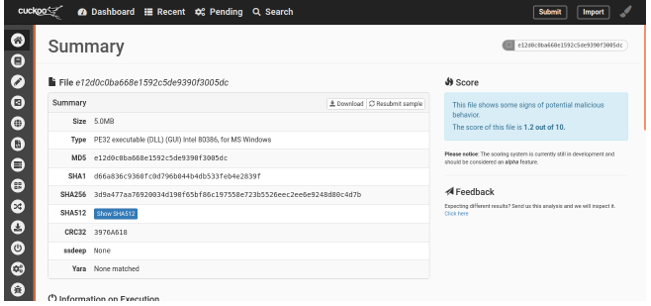 cuckoo
Dashboard
Recent
Pending
Search
Submit
Import
Summary
e12d0c0ba668e1592c5de9390f3005dc
File e12d0c0ba668e1592c5de9390f3005dc
Summary
Download
Resubmit sample
Size 5.0MB
Type PE32 executable (DLL) (GUI) Intel 80386, for MS Windows
MD5 e12d0c0ba668e1592c5de9390f3005dc
SHA1 d66a836c9360fc0d796b044b4db533feb4e2839f
SHA256 3d9a477aa76920034d190f65bf86c197558e723b5526eec2ee6e9248d80c4d7b
SHA512 Show SHA512
CRC32 3976A618
ssdeep None
Yara None matched
Information on Execution
Score
This file shows some signs of potential malicious
behavior.
The score of this file is 1.2 out of 10.
Please notice: The scoring system is currently still in development and
should be considered an alpha feature.
Feedback
Expecting different results? Send us this analysis and we will inspect it.
Click here